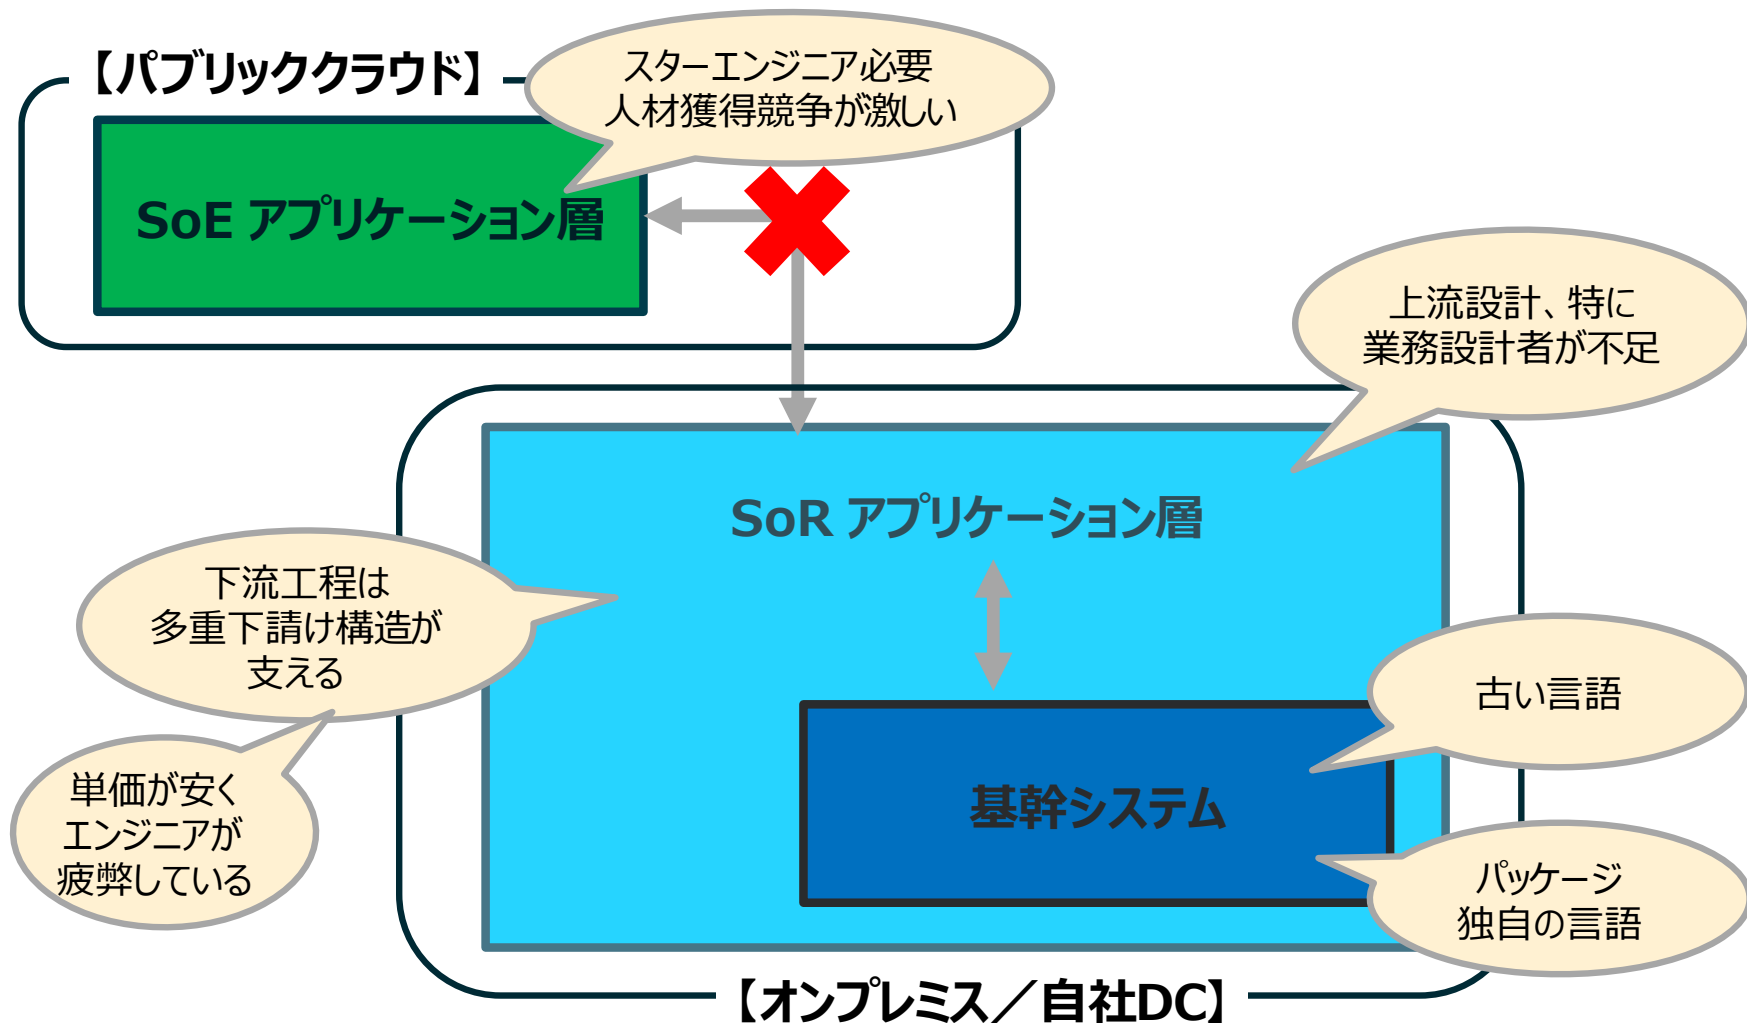 【パブリッククラウド】
スターエンジニア必要
人材獲得競争が激しい
SoE アプリケーション層
上流設計、特に
業務設計者が不足
SoR アプリケーション層
下流工程は
多重下請け構造が
支える
古い言語
単価が安く
エンジニアが
疲弊している
基幹システム
パッケージ
独自の言語
【オンプレミス／自社DC】